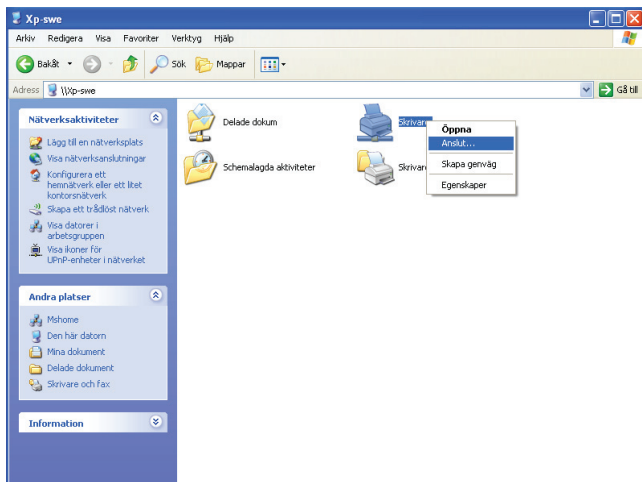 Xp-swe
Arkiv Redigera Visa Favoriter Verktyg Hjälp
Bakåt Sök Mappar
Adress \\Xp-swe Gå till
Nätverksaktiviteter
Lägg till en nätverksplats
Visa nätverksanslutningar
Konfigurera ett
hemnätverk eller ett litet
kontorsnätverk
Skapa ett trådlöst nätverk
Visa datorer i
arbetsgruppen
Visa ikoner för
UPnP-enheter i nätverket
Andra platser
Mshome
Den här datorn
Mina dokument
Delade dokument
Skrivare och fax
Information
Delade dokum
Skrivare
Schemalagda aktiviteter
Skrivar
Öppna
Anslut...
Skapa genväg
Egenskaper